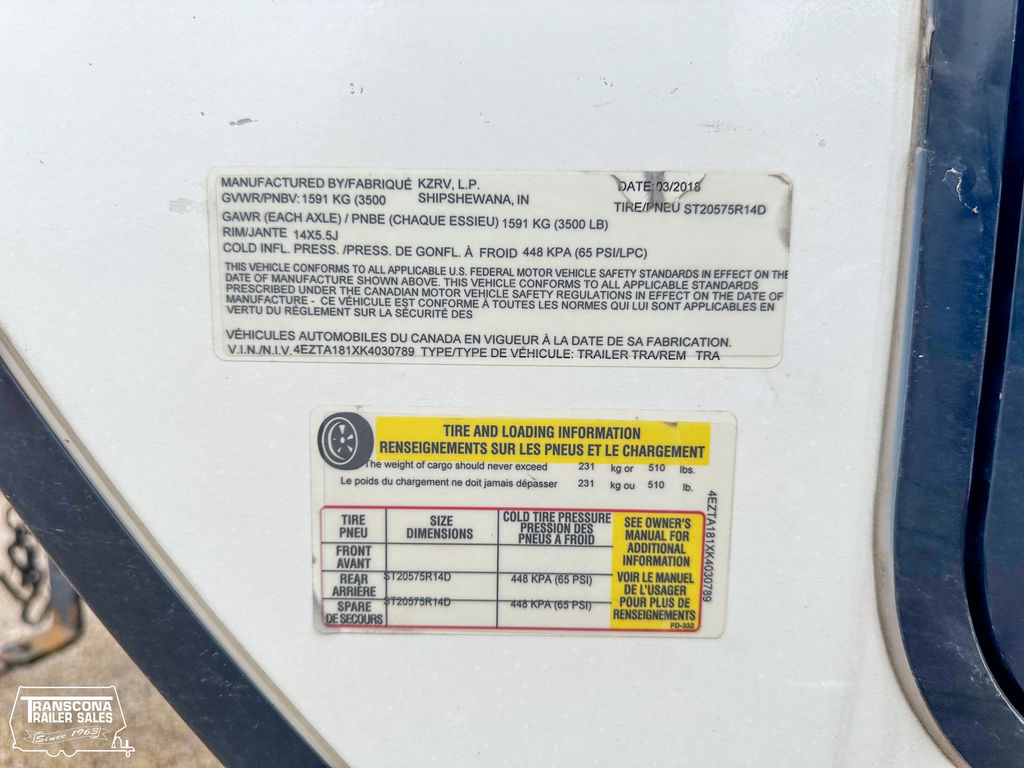 MANUFACTURED BY/FABRIQUÉ KZRV, L.P. DATE: 03/2018
GVWR/PNBV: 1591 KG (3500 SHIPSHEWANA, IN TIRE/PNEU ST20575R14D
GAWR (EACH AXLE) / PNBE (CHAQUE ESSIEU) 1591 KG (3500 LB)
RIM/JANTE 14X5.5J
COLD INFL. PRESS. /PRESS. DE GONFL. À FROID 448 KPA (65 PSI/LPC)
THIS VEHICLE CONFORMS TO ALL APPLICABLE U.S. FEDERAL MOTOR VEHICLE SAFETY STANDARDS IN EFFECT ON THE
DATE OF MANUFACTURE SHOWN ABOVE. THIS VEHICLE CONFORMS TO ALL APPLICABLE STANDARDS
PRESCRIBED UNDER THE CANADIAN MOTOR VEHICLE SAFETY REGULATIONS IN EFFECT ON THE DATE OF
MANUFACTURE - CE VÉHICULE EST CONFORME À TOUTES LES NORMES QUI LUI SONT APPLICABLES EN
VERTU DU RÉGLEMENT SUR LA SÉCURITÉ DES
VÉHICULES AUTOMOBILES DU CANADA EN VIGUEUR À LA DATE DE SA FABRICATION.
V.I.N./N.I.V. 4EZTA181XK4030789 TYPE/TYPE DE VÉHICULE: TRAILER TRA/REM TRA
TIRE AND LOADING INFORMATION
RENSEIGNEMENTS SUR LES PNEUS ET LE CHARGEMENT
The weight of cargo should never exceed 231 kg or 510 lbs.
Le poids du chargement ne doit jamais dépasser 231 kg ou 510 lb.
TIRE
PNEU
SIZE
DIMENSIONS
COLD TIRE PRESSURE
PRESSION DES
PNEUS A FROID
FRONT
AVANT
REAR
ARRIÈRE
ST20575R14D 448 KPA (65 PSI)
SPARE
DE SECOURS
ST20575R14D 448 KPA (65 PSI)
SEE OWNER'S
MANUAL FOR
ADDITIONAL
INFORMATION
VOIR LE MANUEL
DE L'USAGER
POUR PLUS DE
RENSEIGNEMENTS
FD-332
4EZTA181XK4030789
TRANSCONA
TRAILER SALES
Since 1965